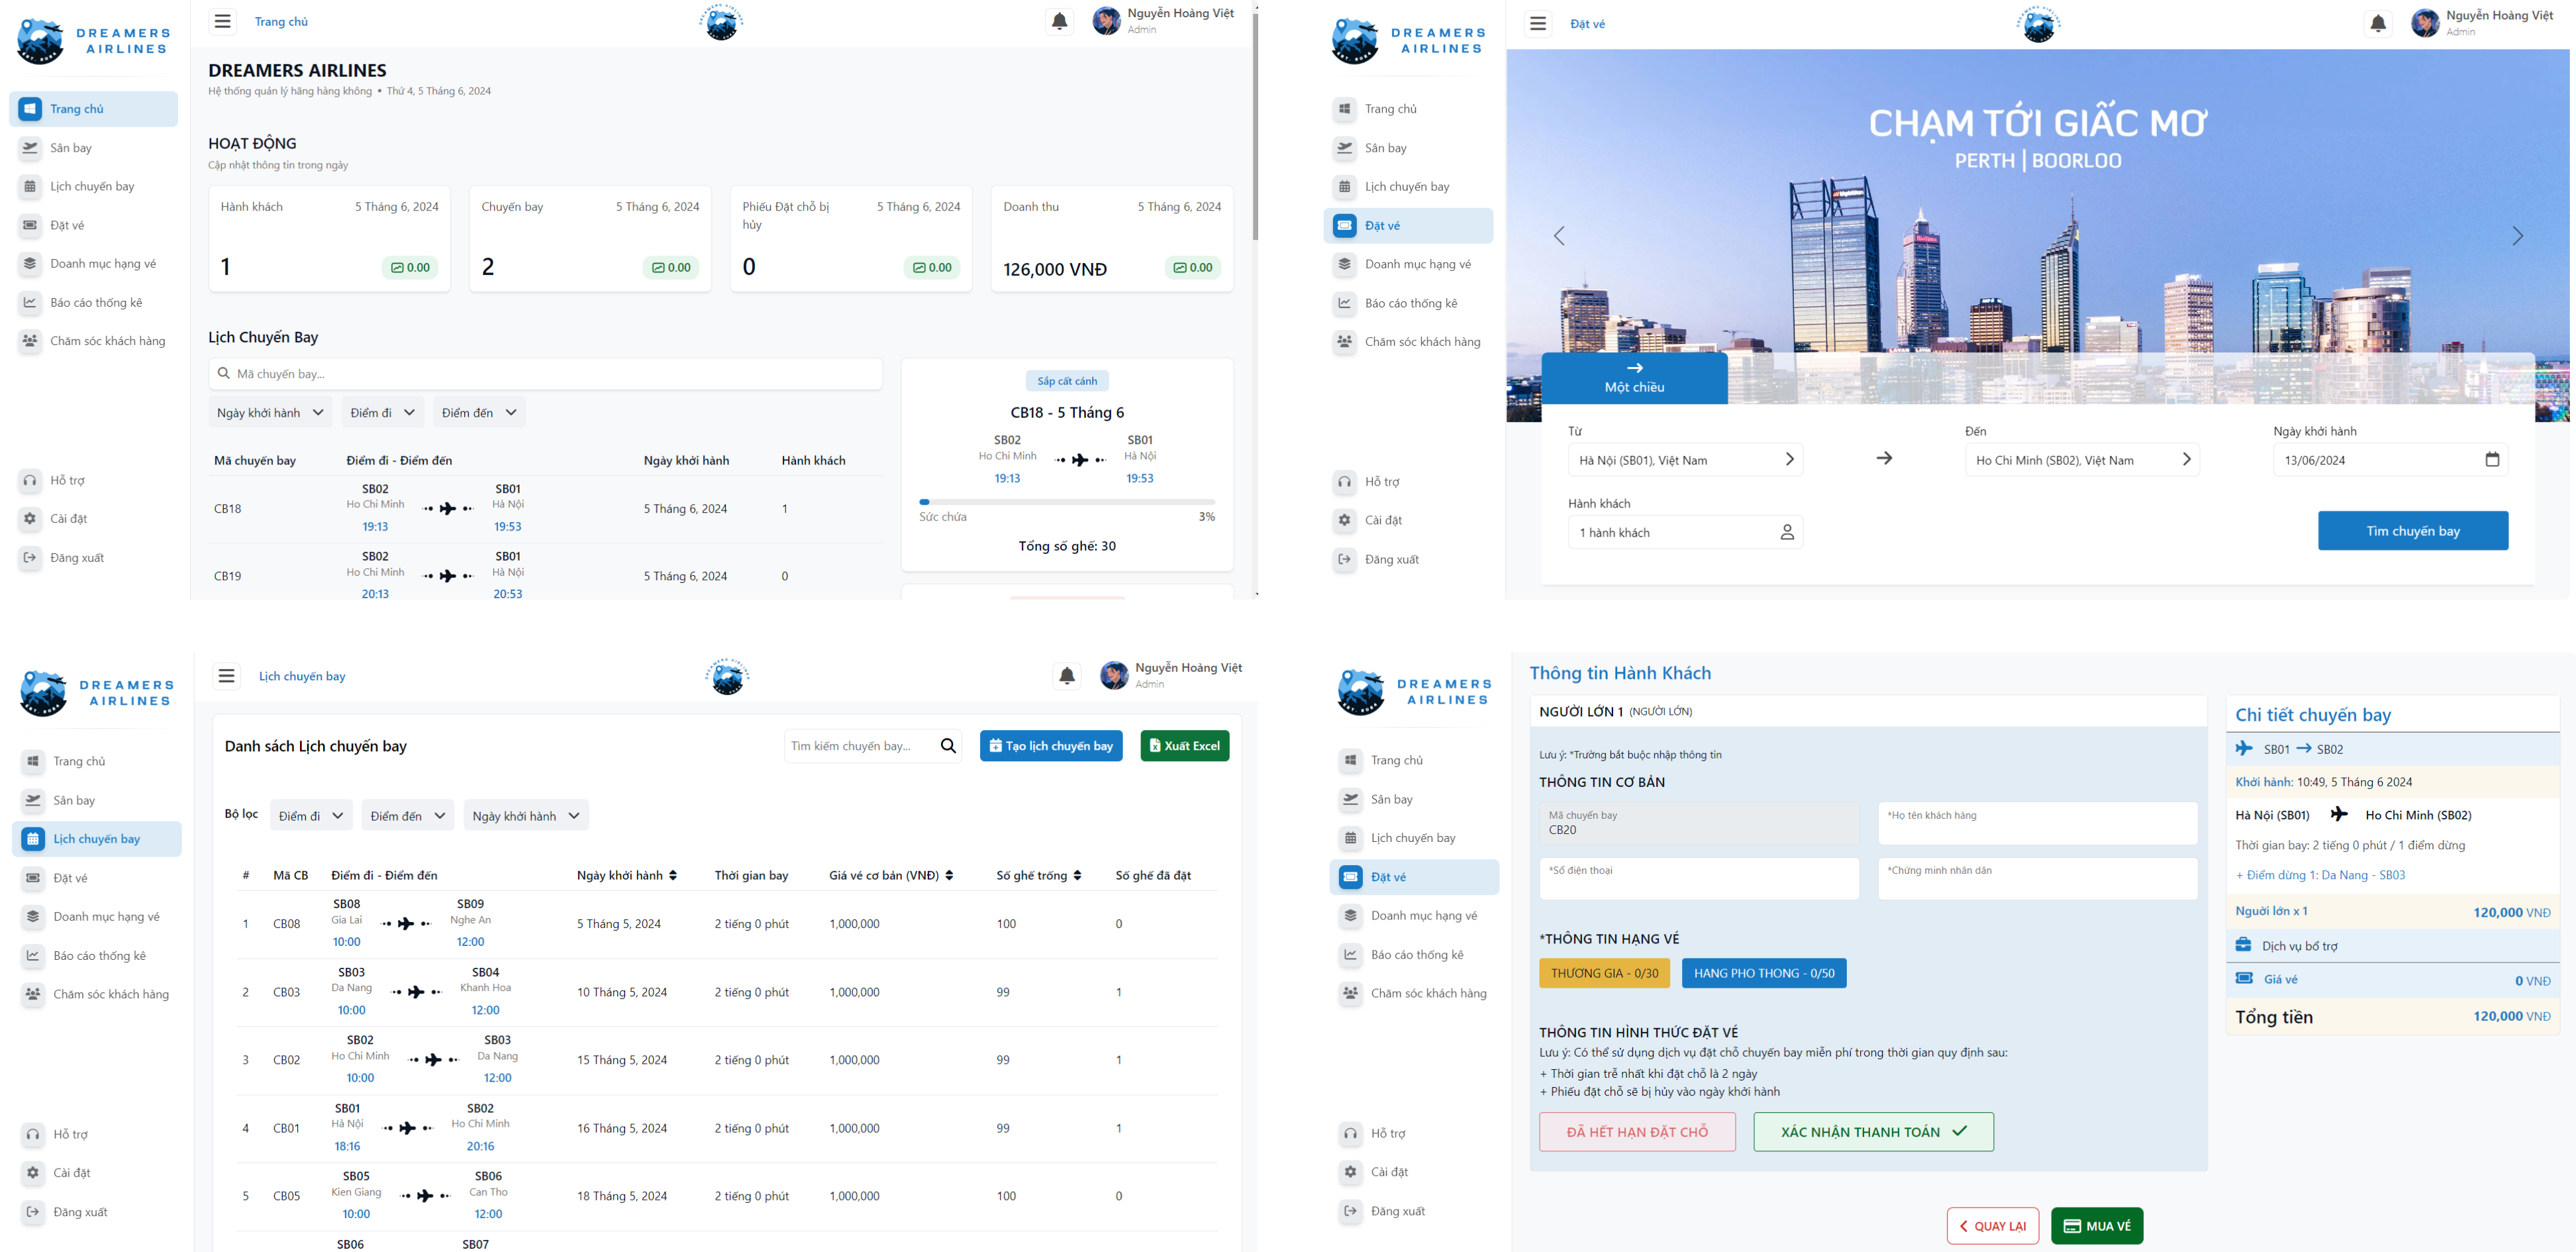 DREAMERS
AIRLINES
Trang chủ
Sân bay
Lịch chuyến bay
Đặt vé
Doanh mục hạng vé
Báo cáo thống kê
Chăm sóc khách hàng
Hỗ trợ
Cài đặt
Đăng xuất
Trang chủ
DREAMERS AIRLINES
Nguyễn Hoàng Việt
Admin
DREAMERS AIRLINES
Hệ thống quản lý hãng hàng không • Thứ 4, 5 Tháng 6, 2024
HOẠT ĐỘNG
Cập nhật thông tin trong ngày
Hành khách 5 Tháng 6, 2024
1 0.00
Chuyến bay 5 Tháng 6, 2024
2 0.00
Phiếu Đặt chỗ bị hủy 5 Tháng 6, 2024
0 0.00
Doanh thu 5 Tháng 6, 2024
126,000 VNĐ 0.00
Lịch Chuyến Bay
Mã chuyến bay...
Ngày khởi hành Điểm đi Điểm đến
Mã chuyến bay Điểm đi - Điểm đến Ngày khởi hành Hành khách
SB02 SB01
CB18 Ho Chi Minh Hà Nội 5 Tháng 6, 2024 1
19:13 19:53
SB02 SB01
CB19 Ho Chi Minh Hà Nội 5 Tháng 6, 2024 0
20:13 20:53
Sắp cất cánh
CB18 - 5 Tháng 6
SB02 SB01
Ho Chi Minh Hà Nội
19:13 19:53
Sức chứa 3%
Tổng số ghế: 30
DREAMERS
AIRLINES
Trang chủ
Sân bay
Lịch chuyến bay
Đặt vé
Doanh mục hạng vé
Báo cáo thống kê
Chăm sóc khách hàng
Hỗ trợ
Cài đặt
Đăng xuất
Đặt vé
DREAMERS AIRLINES
Nguyễn Hoàng Việt
Admin
CHẠM TỚI GIẤC MƠ
PERTH | BOORLOO
Một chiều
Từ Đến Ngày khởi hành
Hà Nội (SB01), Việt Nam Ho Chi Minh (SB02), Việt Nam 13/06/2024
Hành khách
1 hành khách
Tìm chuyến bay
DREAMERS
AIRLINES
Trang chủ
Sân bay
Lịch chuyến bay
Đặt vé
Doanh mục hạng vé
Báo cáo thống kê
Chăm sóc khách hàng
Hỗ trợ
Cài đặt
Đăng xuất
Lịch chuyến bay
DREAMERS AIRLINES
Nguyễn Hoàng Việt
Admin
Danh sách Lịch chuyến bay
Tìm kiếm chuyến bay... Tạo lịch chuyến bay Xuất Excel
Bộ lọc Điểm đi Điểm đến Ngày khởi hành
# Mã CB Điểm đi - Điểm đến Ngày khởi hành Thời gian bay Giá vé cơ bản (VNĐ) Số ghế trống Số ghế đã đặt
SB08 SB09
1 CB08 Gia Lai Nghe An 5 Tháng 5, 2024 2 tiếng 0 phút 1,000,000 100 0
10:00 12:00
SB03 SB04
2 CB03 Da Nang Khanh Hoa 10 Tháng 5, 2024 2 tiếng 0 phút 1,000,000 99 1
10:00 12:00
SB02 SB03
3 CB02 Ho Chi Minh Da Nang 15 Tháng 5, 2024 2 tiếng 0 phút 1,000,000 99 1
10:00 12:00
SB01 SB02
4 CB01 Hà Nội Ho Chi Minh 16 Tháng 5, 2024 2 tiếng 0 phút 1,000,000 99 1
18:16 20:16
SB05 SB06
5 CB05 Kien Giang Can Tho 18 Tháng 5, 2024 2 tiếng 0 phút 1,000,000 100 0
10:00 12:00
SB06 SB07
DREAMERS
AIRLINES
Trang chủ
Sân bay
Lịch chuyến bay
Đặt vé
Doanh mục hạng vé
Báo cáo thống kê
Chăm sóc khách hàng
Hỗ trợ
Cài đặt
Đăng xuất
Thông tin Hành Khách
NGƯỜI LỚN 1 (NGƯỜI LỚN)
Lưu ý: *Trường bắt buộc nhập thông tin
THÔNG TIN CƠ BẢN
Mã chuyến bay
CB20
*Họ tên khách hàng
*Số điện thoại
*Chứng minh nhân dân
*THÔNG TIN HẠNG VÉ
THƯƠNG GIA - 0/30 HANG PHO THONG - 0/50
THÔNG TIN HÌNH THỨC ĐẶT VÉ
Lưu ý: Có thể sử dụng dịch vụ đặt chỗ chuyến bay miễn phí trong thời gian quy định sau:
+ Thời gian trễ nhất khi đặt chỗ là 2 ngày
+ Phiếu đặt chỗ sẽ bị hủy vào ngày khởi hành
ĐÃ HẾT HẠN ĐẶT CHỖ XÁC NHẬN THANH TOÁN
QUAY LẠI MUA VÉ
Chi tiết chuyến bay
SB01 → SB02
Khởi hành: 10:49, 5 Tháng 6 2024
Hà Nội (SB01) Ho Chi Minh (SB02)
Thời gian bay: 2 tiếng 0 phút / 1 điểm dừng
+ Điểm dừng 1: Da Nang - SB03
Người lớn x 1 120,000 VNĐ
Dịch vụ bổ trợ
Giá vé 0 VNĐ
Tổng tiền 120,000 VNĐ